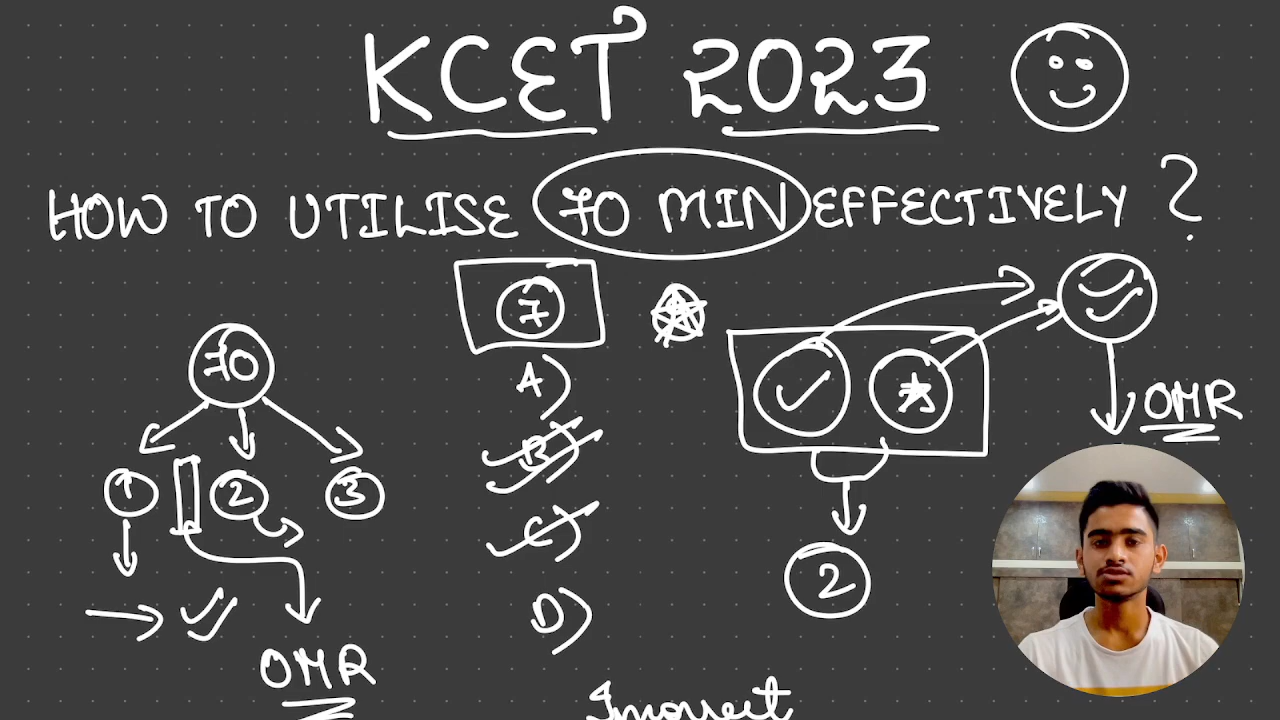 KCET 2023
HOW TO UTILISE 70 MIN EFFECTIVELY ?
70
1
2
3
OMR
7
A)
B)
C)
D)
2
OMR